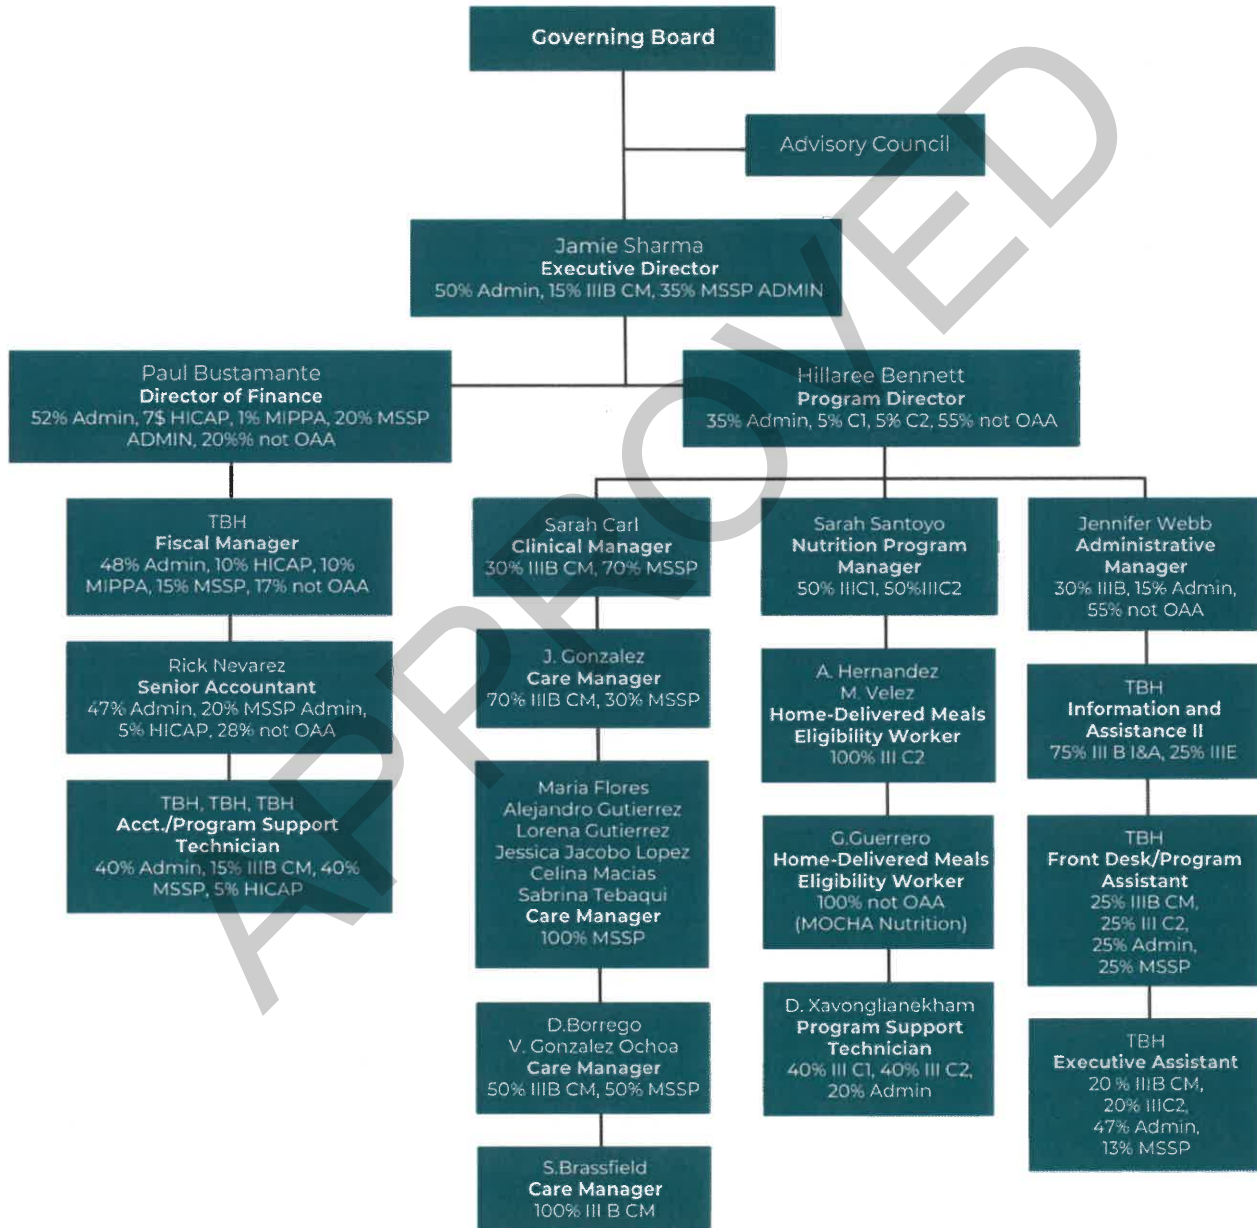 Governing Board
Advisory Council
Jamie Sharma
Executive Director
50% Admin, 15% IIIB CM, 35% MSSP ADMIN
Paul Bustamante
Director of Finance
52% Admin, 7$ HICAP, 1% MIPPA, 20% MSSP
ADMIN, 20%% not OAA
Hillaree Bennett
Program Director
35% Admin, 5% C1, 5% C2, 55% not OAA
TBH
Fiscal Manager
48% Admin, 10% HICAP, 10%
MIPPA, 15% MSSP, 17% not OAA
Rick Nevarez
Senior Accountant
47% Admin, 20% MSSP Admin,
5% HICAP, 28% not OAA
TBH, TBH, TBH
Acct./Program Support
Technician
40% Admin, 15% IIIB CM, 40%
MSSP, 5% HICAP
Sarah Carl
Clinical Manager
30% IIIB CM, 70% MSSP
J. Gonzalez
Care Manager
70% IIIB CM, 30% MSSP
Maria Flores
Alejandro Gutierrez
Lorena Gutierrez
Jessica Jacobo Lopez
Celina Macias
Sabrina Tebaqui
Care Manager
100% MSSP
D.Borrego
V. Gonzalez Ochoa
Care Manager
50% IIIB CM, 50% MSSP
S.Brassfield
Care Manager
100% III B CM
Sarah Santoyo
Nutrition Program
Manager
50% IIIC1, 50%IIIC2
A. Hernandez
M. Velez
Home-Delivered Meals
Eligibility Worker
100% III C2
G.Guerrero
Home-Delivered Meals
Eligibility Worker
100% not OAA
(MOCHA Nutrition)
D. Xavonglianekham
Program Support
Technician
40% III C1, 40% III C2,
20% Admin
Jennifer Webb
Administrative
Manager
30% IIIB, 15% Admin,
55% not OAA
TBH
Information and
Assistance II
75% III B I&A, 25% IIIE
TBH
Front Desk/Program
Assistant
25% IIIB CM,
25% III C2,
25% Admin,
25% MSSP
TBH
Executive Assistant
20 % IIIB CM,
20% IIIC2,
47% Admin,
13% MSSP
APPROVED